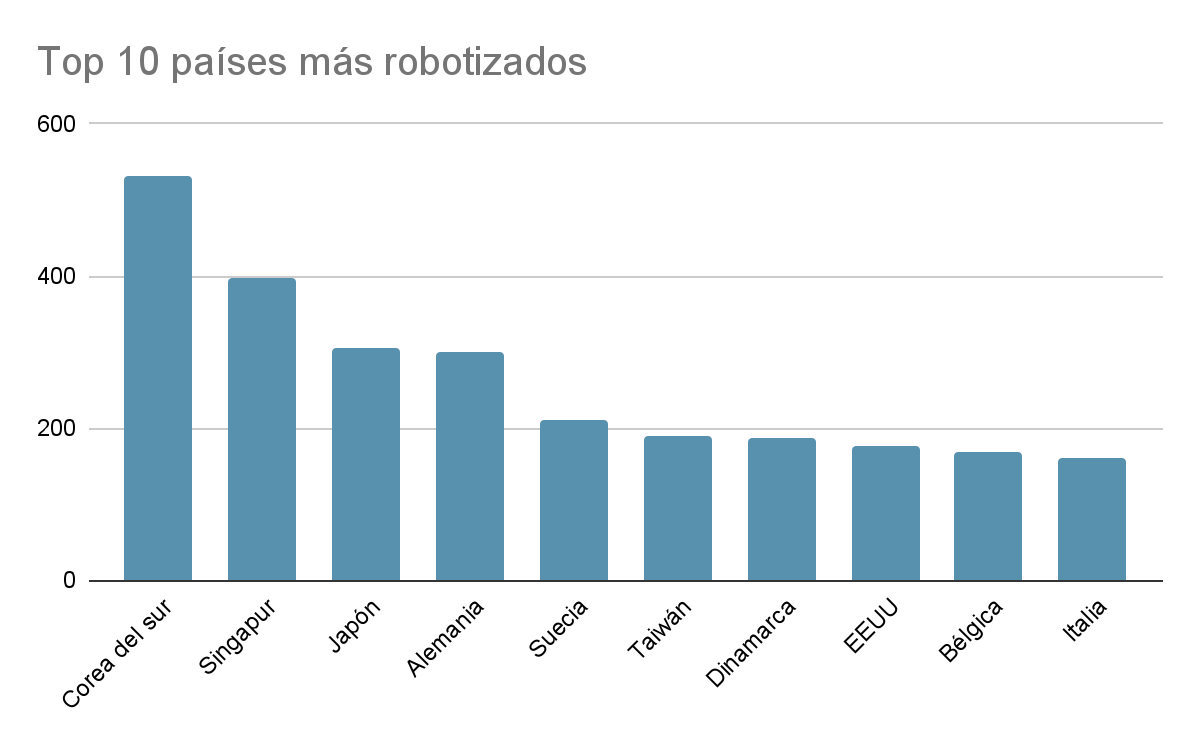 Top 10 países más robotizados
600
400
200
0
Corea del sur
Singapur
Japón
Alemania
Suecia
Taiwán
Dinamarca
EEUU
Bélgica
Italia